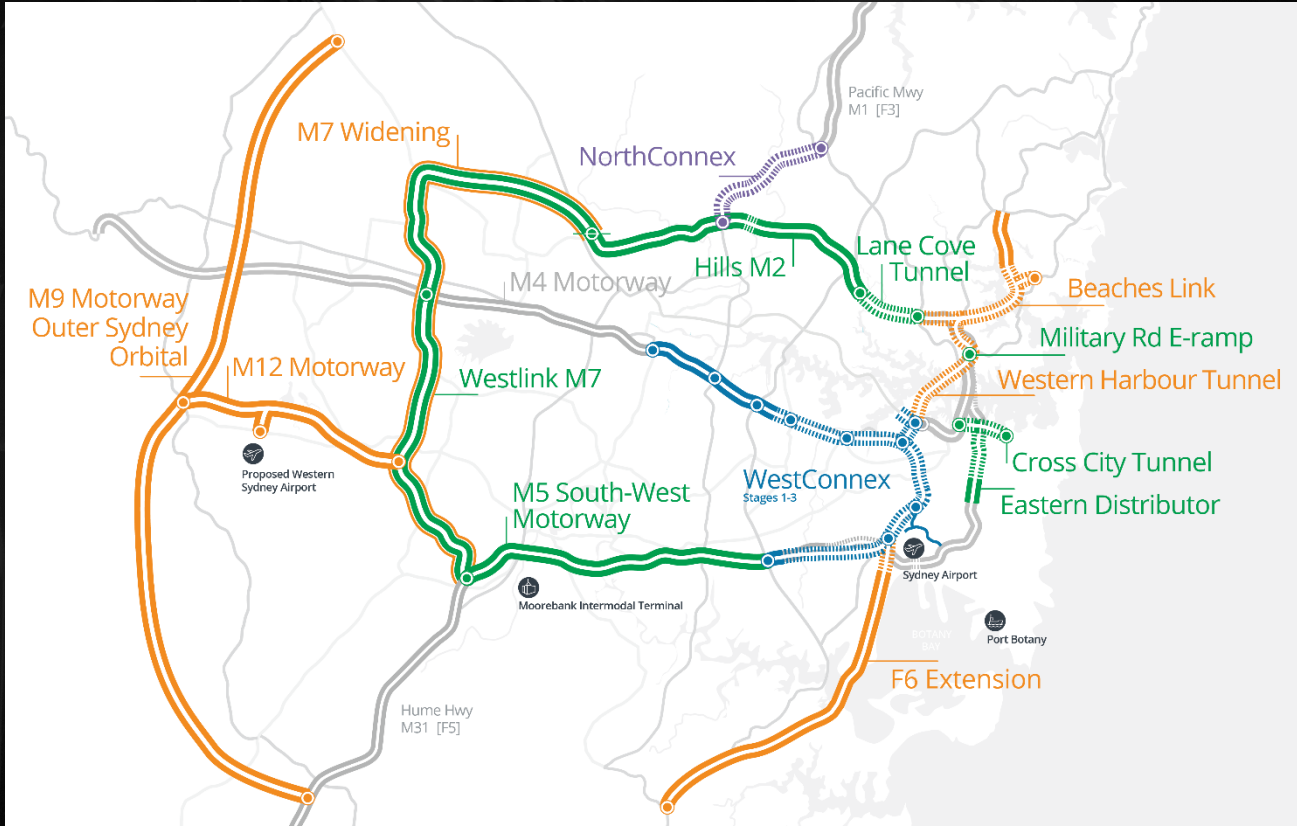 Pacific Mwy
M1 [F3]
M7 Widening
NorthConnex
Lane Cove
Tunnel
Hills M2
M4 Motorway
Beaches Link
M9 Motorway
Outer Sydney
Orbital
Military Rd E-ramp
M12 Motorway
Westlink M7
Western Harbour Tunnel
Proposed Western
Sydney Airport
WestConnex
Stages 1-3
Cross City Tunnel
M5 South-West
Motorway
Eastern Distributor
Sydney Airport
Moorebank Intermodal Terminal
BOTANY
BAY
Port Botany
F6 Extension
Hume Hwy
M31 [F5]